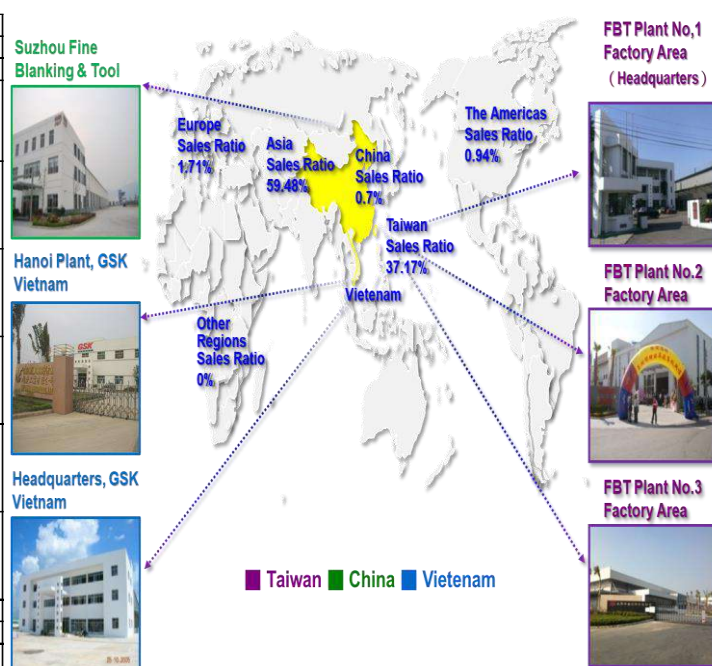 Suzhou Fine
Blanking & Tool
Hanoi Plant, GSK
Vietnam
GSK
Headquarters, GSK
Vietnam
Europe
Sales Ratio
1.71%
Asia
Sales Ratio
59.48%
China
Sales Ratio
0.7%
The Americas
Sales Ratio
0.94%
Taiwan
Sales Ratio
37.17%
Vietenam
Other
Regions
Sales Ratio
0%
FBT Plant No,1
Factory Area
（Headquarters）
FBT Plant No.2
Factory Area
FBT Plant No.3
Factory Area
Taiwan China Vietenam